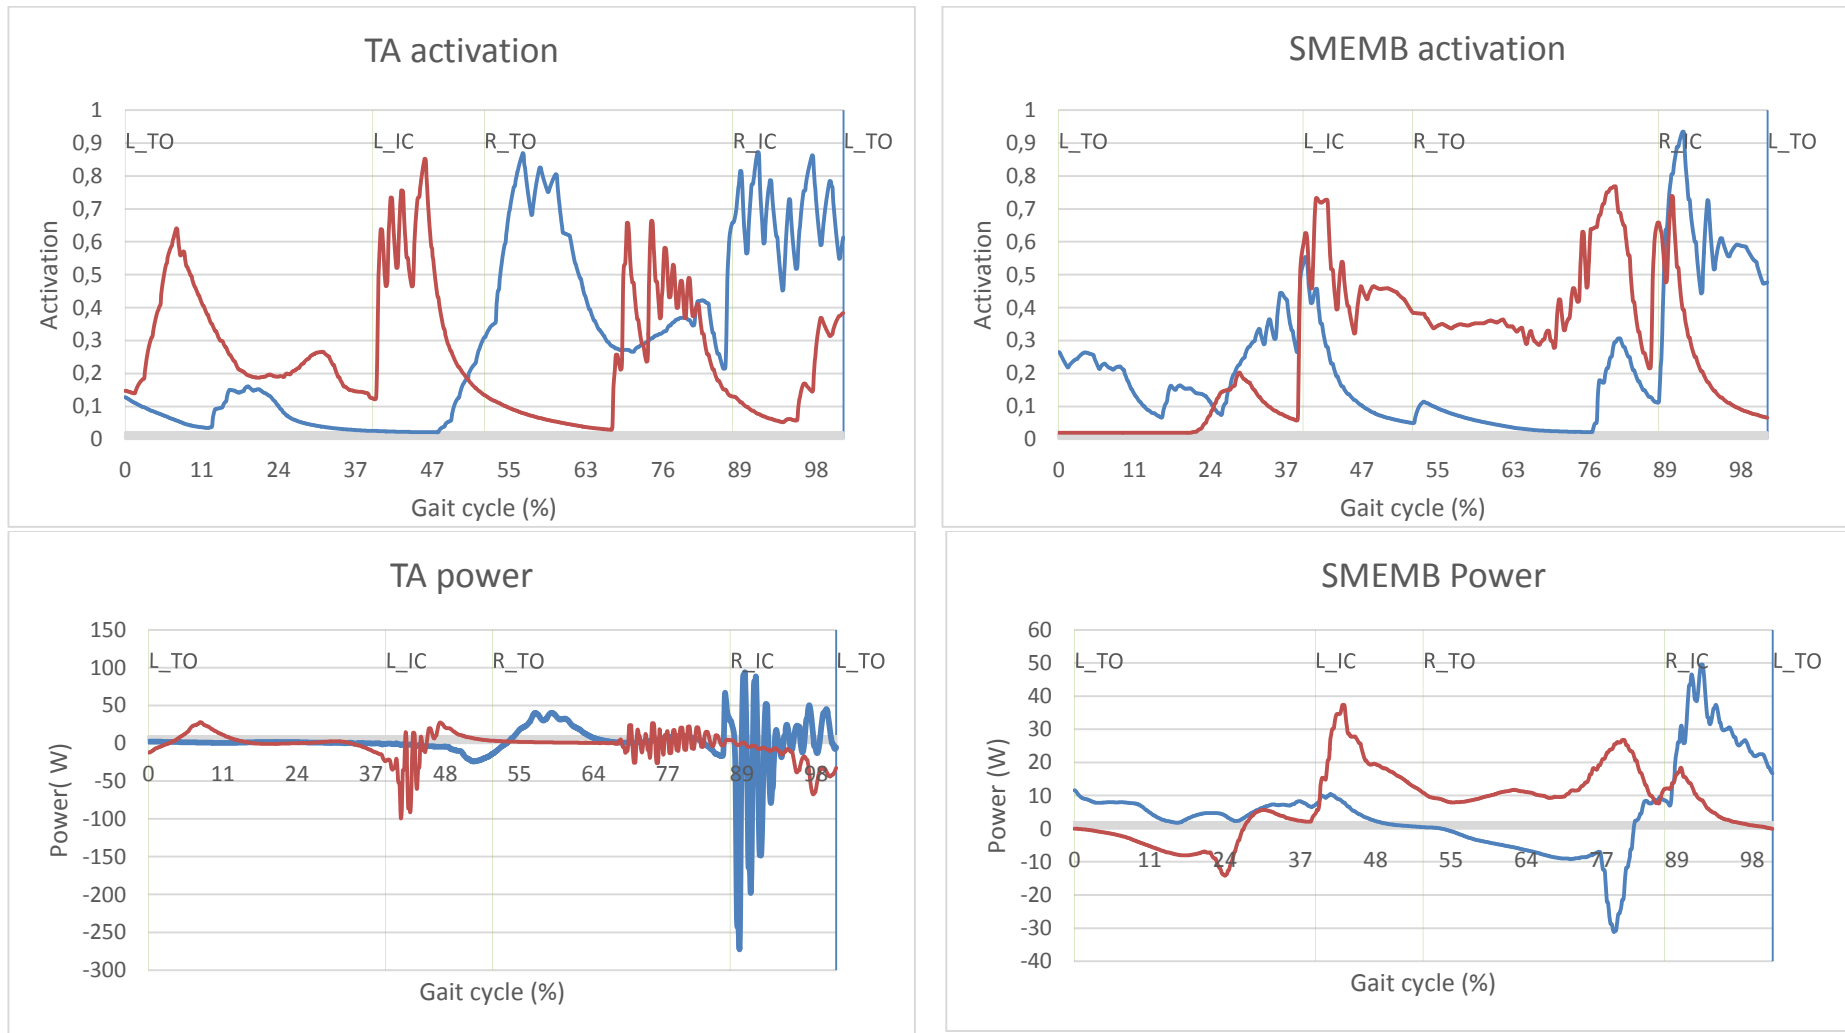 TA activation
1
0,9
0,8
0,7
0,6
0,5
0,4
0,3
0,2
0,1
0
Activation
L_TO L_IC R_TO R_IC L_TO
0 11 24 37 47 55 63 76 89 98
Gait cycle (%)
SMEMB activation
1
0,9
0,8
0,7
0,6
0,5
0,4
0,3
0,2
0,1
0
Activation
L_TO L_IC R_TO R_IC L_TO
0 11 24 37 47 55 63 76 89 98
Gait cycle (%)
TA power
150
100
50
0
-50
-100
-150
-200
-250
-300
Power( W)
L_TO L_IC R_TO R_IC L_TO
0 11 24 37 48 55 64 77 89 98
Gait cycle (%)
SMEMB Power
60
50
40
30
20
10
0
-10
-20
-30
-40
Power (W)
L_TO L_IC R_TO R_IC L_TO
0 11 24 37 48 55 64 77 89 98
Gait cycle (%)